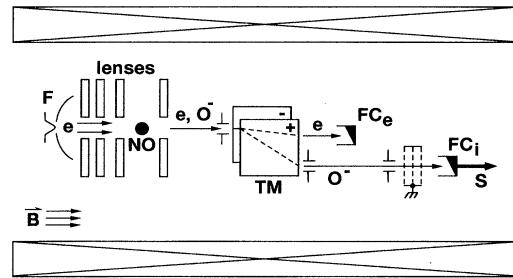 lenses
F
e
NO
e, O⁻
-
+
e
FCe
FCi
TM
O⁻
S
B